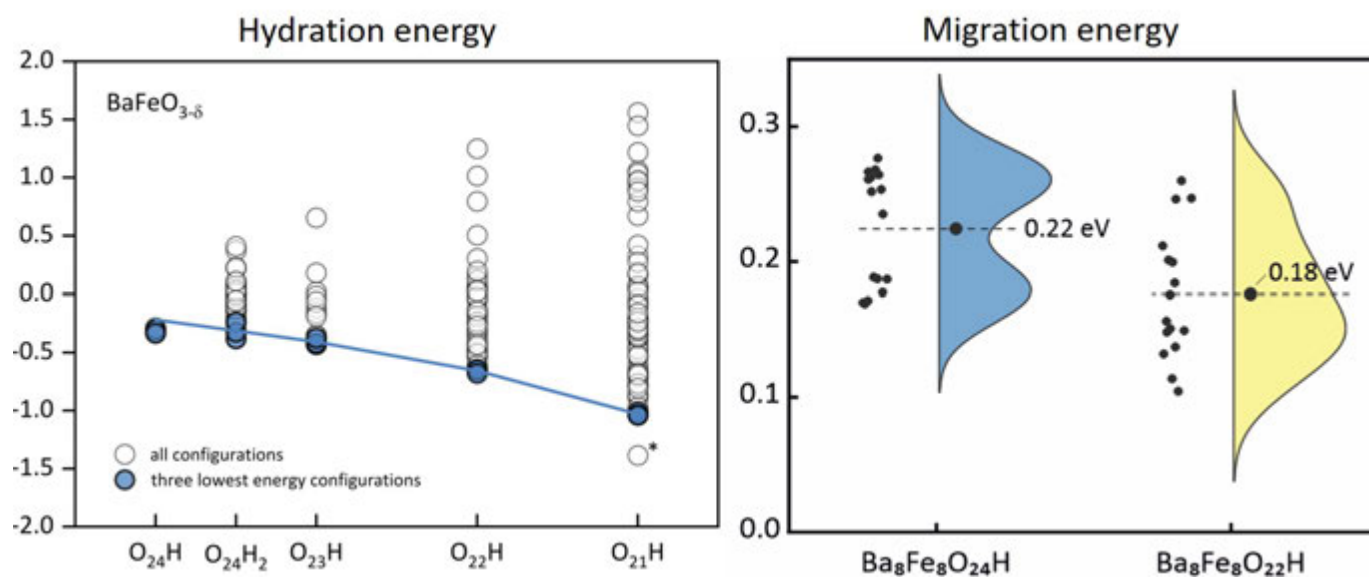 Hydration energy
2.0
1.5
1.0
0.5
0.0
-0.5
-1.0
-1.5
-2.0
BaFeO₃₋δ
*
all configurations
three lowest energy configurations
O₂₄H O₂₄H₂ O₂₃H O₂₂H O₂₁H
Migration energy
0.3
0.2
0.1
0.0
0.22 eV
0.18 eV
Ba₈Fe₈O₂₄H Ba₈Fe₈O₂₂H